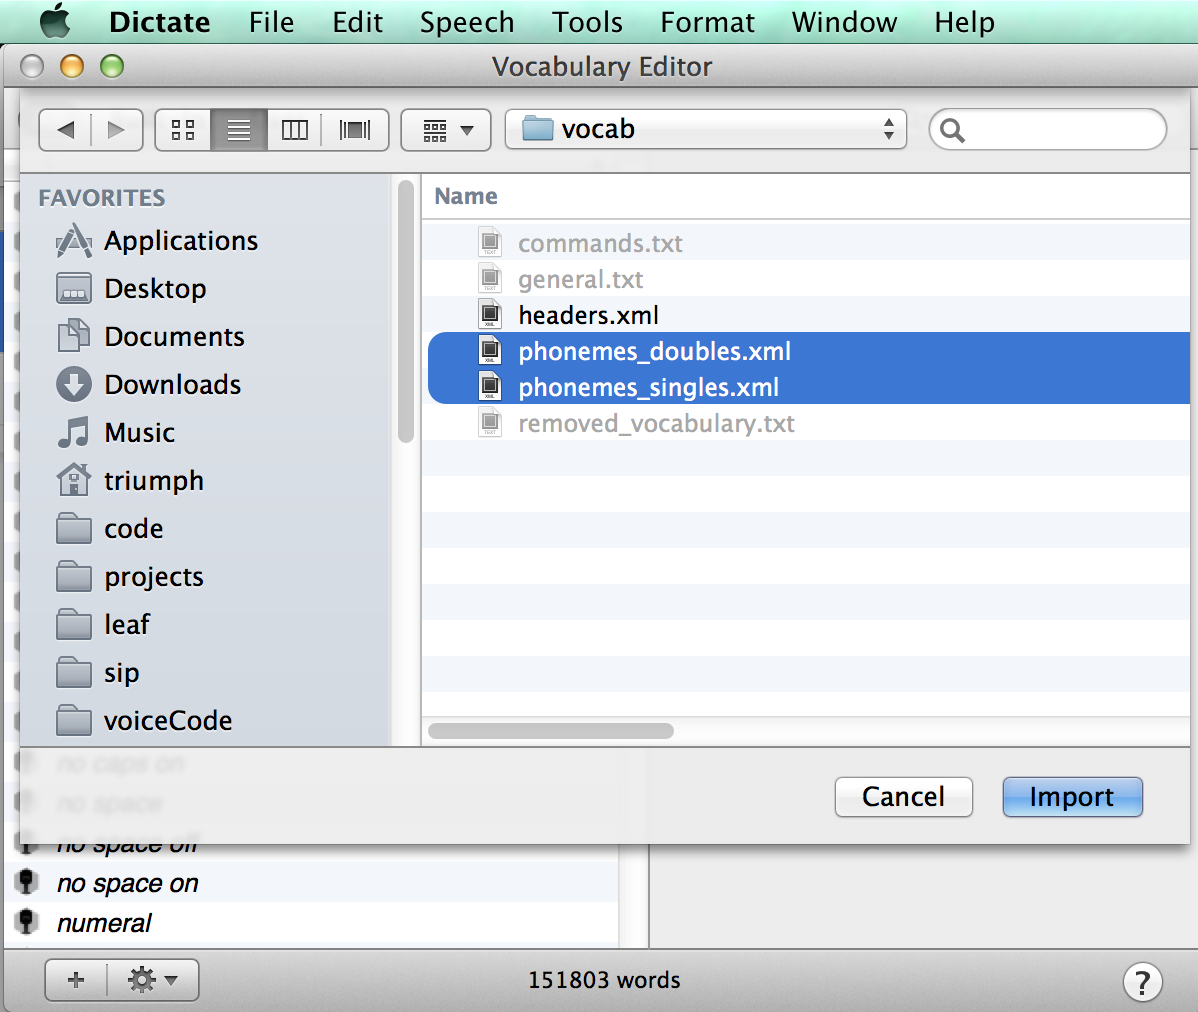 Dictate File Edit Speech Tools Format Window Help
Vocabulary Editor
vocab
FAVORITES
Applications
Desktop
Documents
Downloads
Music
triumph
code
projects
leaf
sip
voiceCode
Name
commands.txt
general.txt
headers.xml
phonemes_doubles.xml
phonemes_singles.xml
removed_vocabulary.txt
Cancel Import
no caps on
no space
no space off
no space on
numeral
+ 151803 words ?